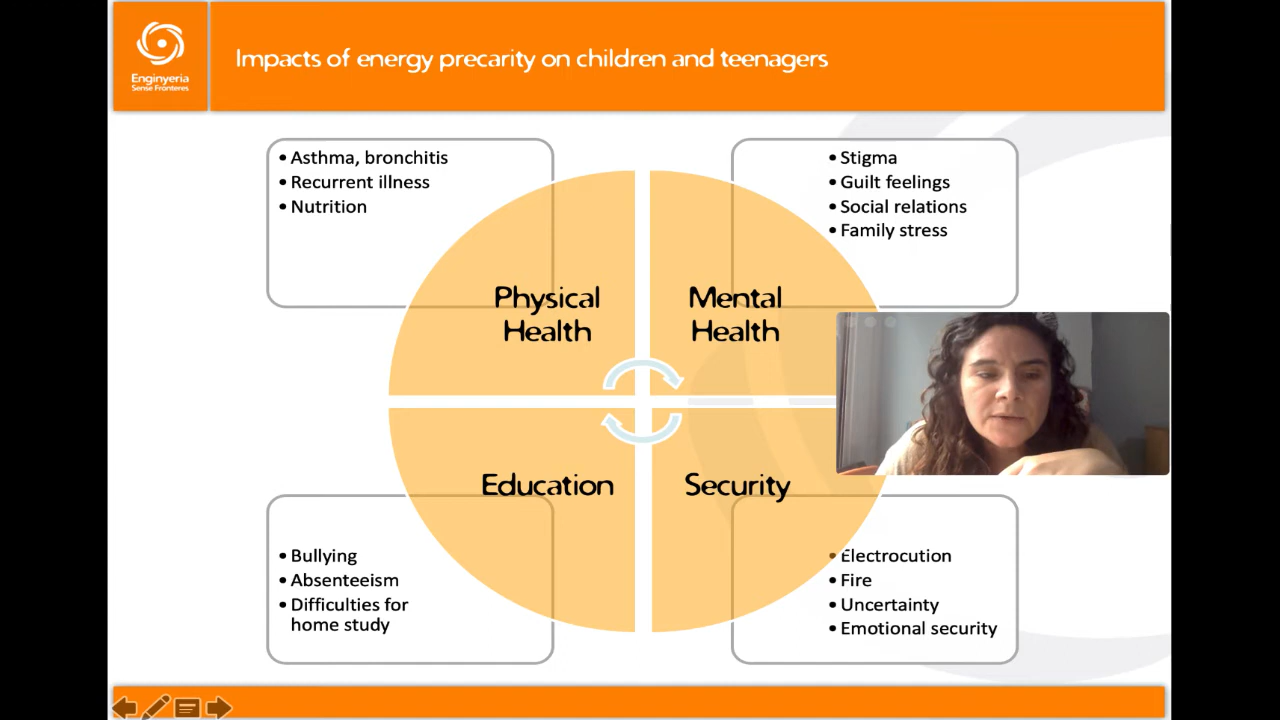 Enginyeria
Sense Fronteres
Impacts of energy precarity on children and teenagers
• Asthma, bronchitis
• Recurrent illness
• Nutrition
• Stigma
• Guilt feelings
• Social relations
• Family stress
Physical
Health
Mental
Health
Education
Security
• Bullying
• Absenteeism
• Difficulties for
home study
• Electrocution
• Fire
• Uncertainty
• Emotional security